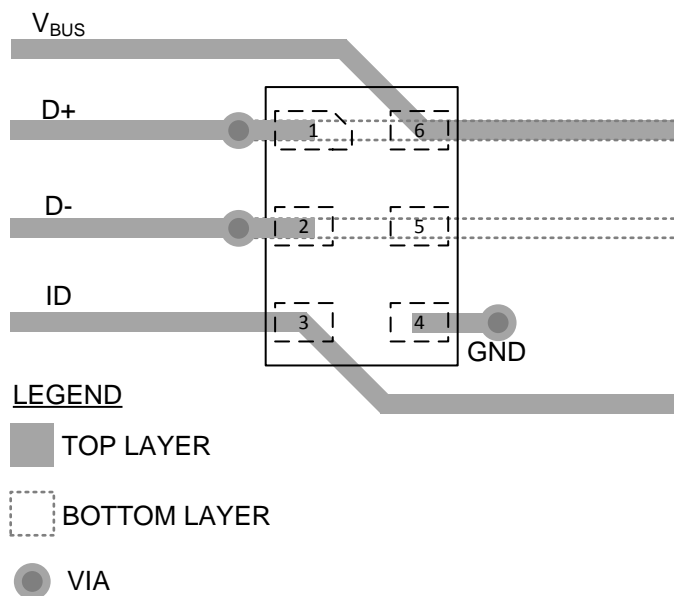 VBUS
D+
1
6
D-
2
5
ID
3
4
GND
LEGEND
TOP LAYER
BOTTOM LAYER
VIA